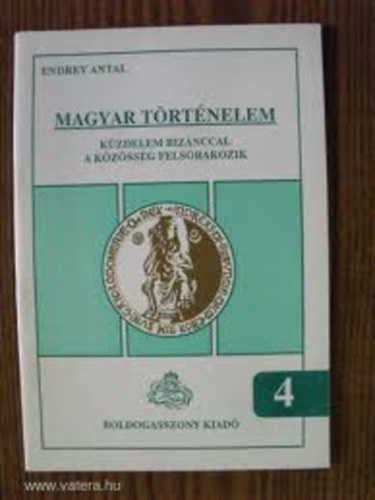 ENDREY ANTAL
MAGYAR TÖRTÉNELEM
KÜZDELEM BIZÁNCCAL
A KÖZÖSSÉG FELSORAKOZIK
4
BOLDOGASSZONY KIADÓ
www.vatera.hu